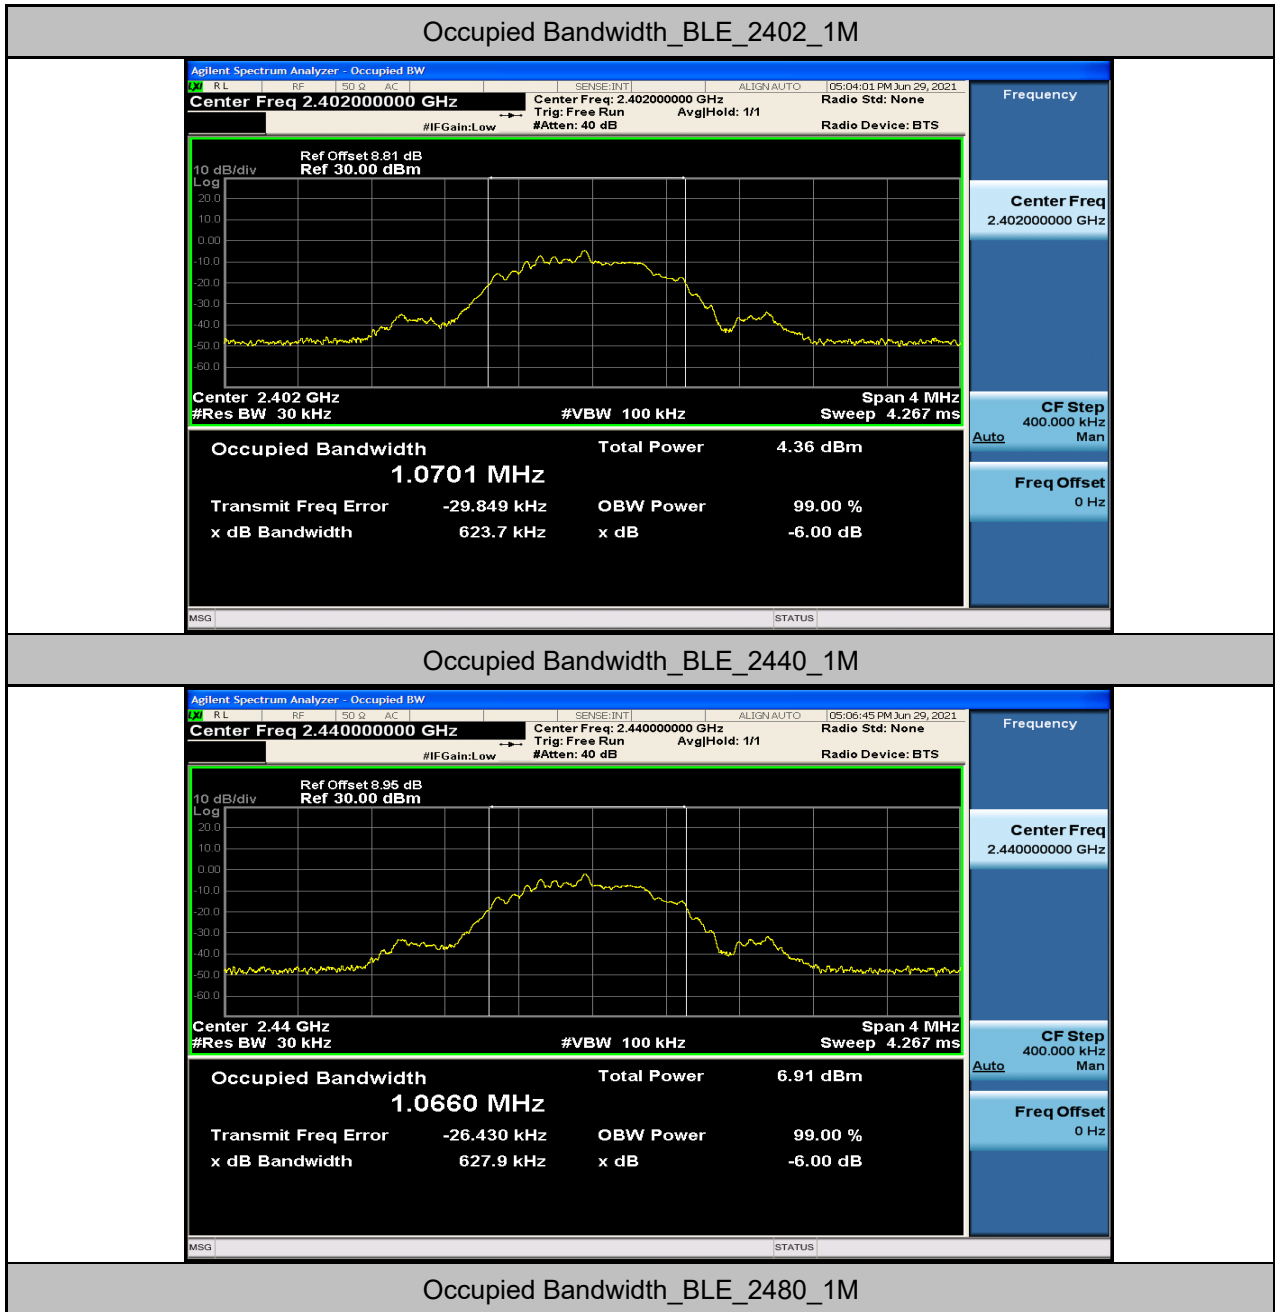 Occupied Bandwidth_BLE_2402_1M
Agilent Spectrum Analyzer - Occupied BW
LXI RL RF 50 Ω AC SENSE:INT ALIGN AUTO 05:04:01 PM Jun 29, 2021
Center Freq 2.402000000 GHz Center Freq: 2.402000000 GHz Radio Std: None Frequency
Trig: Free Run Avg|Hold: 1/1
#IFGain:Low #Atten: 40 dB Radio Device: BTS
Ref Offset 8.81 dB
10 dB/div Ref 30.00 dBm
Log
20.0
10.0
0.00
-10.0
-20.0
-30.0
-40.0
-50.0
-60.0
Center Freq
2.402000000 GHz
Center 2.402 GHz Span 4 MHz
#Res BW 30 kHz #VBW 100 kHz Sweep 4.267 ms
CF Step
400.000 kHz
Auto Man
Occupied Bandwidth Total Power 4.36 dBm
1.0701 MHz
Freq Offset
0 Hz
Transmit Freq Error -29.849 kHz OBW Power 99.00 %
x dB Bandwidth 623.7 kHz x dB -6.00 dB
MSG STATUS
Occupied Bandwidth_BLE_2440_1M
Agilent Spectrum Analyzer - Occupied BW
LXI RL RF 50 Ω AC SENSE:INT ALIGN AUTO 05:06:45 PM Jun 29, 2021
Center Freq 2.440000000 GHz Center Freq: 2.440000000 GHz Radio Std: None Frequency
Trig: Free Run Avg|Hold: 1/1
#IFGain:Low #Atten: 40 dB Radio Device: BTS
Ref Offset 8.95 dB
10 dB/div Ref 30.00 dBm
Log
20.0
10.0
0.00
-10.0
-20.0
-30.0
-40.0
-50.0
-60.0
Center Freq
2.440000000 GHz
Center 2.44 GHz Span 4 MHz
#Res BW 30 kHz #VBW 100 kHz Sweep 4.267 ms
CF Step
400.000 kHz
Auto Man
Occupied Bandwidth Total Power 6.91 dBm
1.0660 MHz
Freq Offset
0 Hz
Transmit Freq Error -26.430 kHz OBW Power 99.00 %
x dB Bandwidth 627.9 kHz x dB -6.00 dB
MSG STATUS
Occupied Bandwidth_BLE_2480_1M